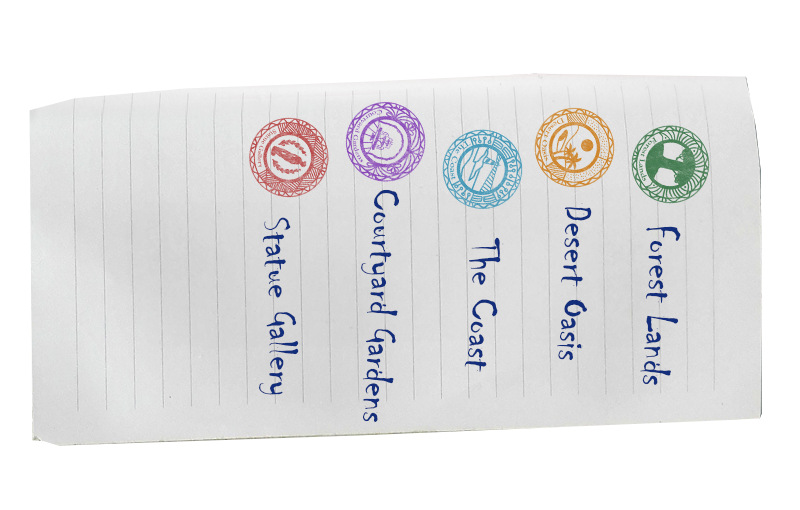 Forest Lands
Desert Oasis
The Coast
Courtyard Gardens
Statue Gallery